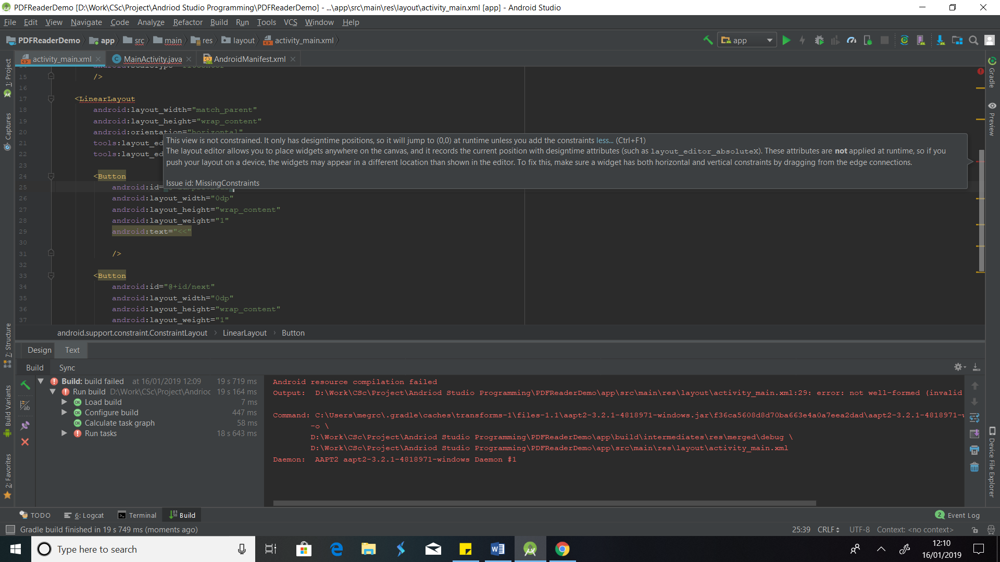 PDFReaderDemo [D:\Work\CSc\Project\Andriod Studio Programming\PDFReaderDemo] - ...\app\src\main\res\layout\activity_main.xml [app] - Android Studio
File Edit View Navigate Code Analyze Refactor Build Run Tools VCS Window Help
PDFReaderDemo app src main res layout activity_main.xml app
activity_main.xml MainActivity.java AndroidManifest.xml
15 />
16
17 <LinearLayout
18 android:layout_width="match_parent"
19 android:layout_height="wrap_content"
20 android:orientation="horizontal"
21 tools:layout_ed
22 tools:layout_ed
This view is not constrained. It only has designtime positions, so it will jump to (0,0) at runtime unless you add the constraints less... (Ctrl+F1)
The layout editor allows you to place widgets anywhere on the canvas, and it records the current position with designtime attributes (such as layout_editor_absoluteX). These attributes are not applied at runtime, so if you
push your layout on a device, the widgets may appear in a different location than shown in the editor. To fix this, make sure a widget has both horizontal and vertical constraints by dragging from the edge connections.
Issue id: MissingConstraints
23
24 <Button
25 android:id=
26 android:layout_width="0dp"
27 android:layout_height="wrap_content"
28 android:layout_weight="1"
29 android:text="<<"
30
31 />
32
33 <Button
34 android:id="@+id/next"
35 android:layout_width="0dp"
36 android:layout_height="wrap_content"
37 android:layout_weight="1"
android.support.constraint.ConstraintLayout LinearLayout Button
Design Text
Build Sync
Build: build failed at 16/01/2019 12:09 19 s 719 ms
Run build D:\Work\CSc\Project\Andrioc 19 s 164 ms
Load build 7 ms
Configure build 447 ms
Calculate task graph 58 ms
Run tasks 18 s 643 ms
Android resource compilation failed
Output: D:\Work\CSc\Project\Andriod Studio Programming\PDFReaderDemo\app\src\main\res\layout\activity_main.xml:29: error: not well-formed (invalid
Command: C:\Users\megrc\.gradle\caches\transforms-1\files-1.1\aapt2-3.2.1-4818971-windows.jar\f36ca5608d8d70ba663e4a0a7eea2dad\aapt2-3.2.1-4818971-w
-o \
D:\Work\CSc\Project\Andriod Studio Programming\PDFReaderDemo\app\build\intermediates\res\merged\debug \
D:\Work\CSc\Project\Andriod Studio Programming\PDFReaderDemo\app\src\main\res\layout\activity_main.xml
Daemon: AAPT2 aapt2-3.2.1-4818971-windows Daemon #1
1: Project
Captures
7: Structure
Build Variants
2: Favorites
Gradle
Preview
Device File Explorer
TODO 6: Logcat Terminal Build 2 Event Log
Gradle build finished in 19 s 749 ms (moments ago) 25:39 CRLF UTF-8 Context: <no context>
Type here to search
12:10
16/01/2019